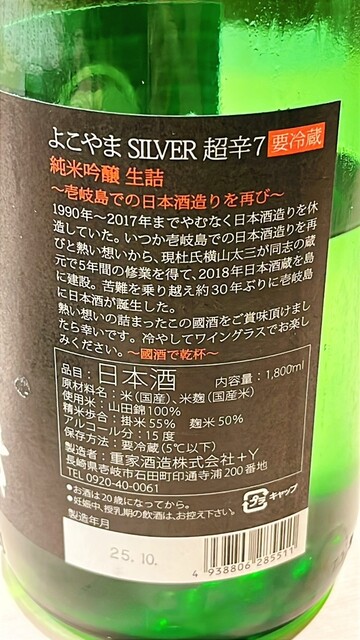 よこやま SILVER 超辛7 要冷蔵
純米吟醸 生詰
〜壱岐島での日本酒造りを再び〜
1990年〜2017年までやむなく日本酒造りを休
造していた。いつか壱岐島での日本酒造りを再
びと熱い想いから、現杜氏横山太三が同志の蔵
元で5年間の修業を得て、2018年日本酒蔵を島
に建設。苦難を乗り越え約30年ぶりに壱岐島
に日本酒が誕生した。
熱い想いの詰まったこの國酒をご賞味頂けまし
たら幸いです。冷やしてワイングラスでお楽し
みください。〜國酒で乾杯〜
品目：日本酒 内容量：1,800ml
原材料名：米(国産)、米麹(国産米)
使用米：山田錦100%
精米歩合：掛米55% 麹米50%
アルコール分：15度
保存方法：要冷蔵(5℃以下)
製造者：重家酒造株式会社+Y
長崎県壱岐市石田町印通寺浦200番地
TEL 0920-40-0061
●お酒は20歳になってから。
●妊娠中、授乳期の飲酒は、お控え下さい。
プラ キャップ
製造年月
25.10.
4 938806 285511